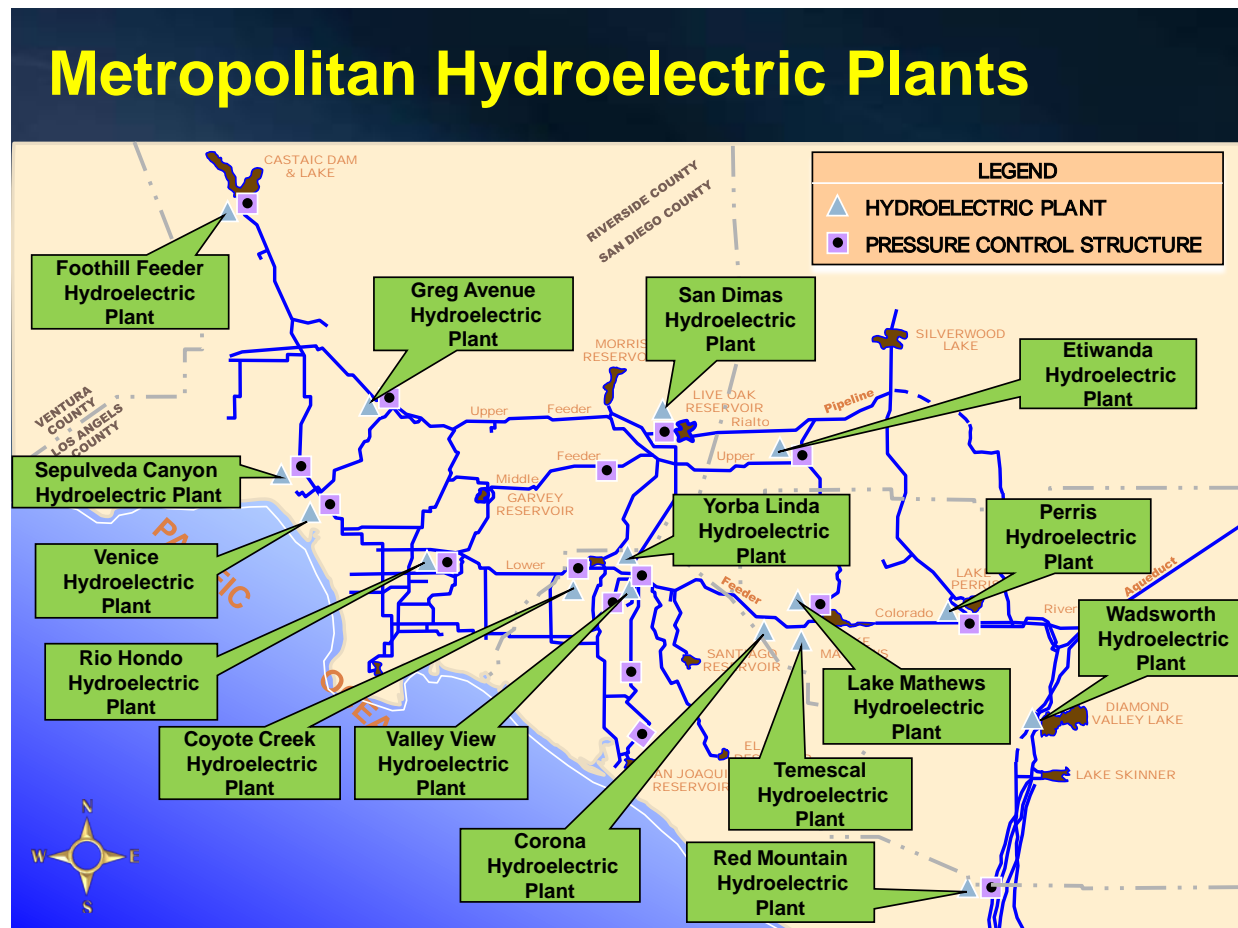 Metropolitan Hydroelectric Plants
CASTAIC DAM
& LAKE
RIVERSIDE COUNTY
SAN DIEGO COUNTY
LEGEND
HYDROELECTRIC PLANT
PRESSURE CONTROL STRUCTURE
Foothill Feeder
Hydroelectric
Plant
Greg Avenue
Hydroelectric
Plant
San Dimas
Hydroelectric
Plant
SILVERWOOD
LAKE
Etiwanda
Hydroelectric
Plant
VENTURA
COUNTY
LOS ANGELS
COUNTY
LIVE OAK
RESERVOIR
Rialto
Pipeline
Upper
Feeder
Upper
Feeder
Middle
GARVEY
RESERVOIR
Sepulveda Canyon
Hydroelectric Plant
Yorba Linda
Hydroelectric
Plant
Perris
Hydroelectric
Plant
Venice
Hydroelectric
Plant
Lower
Feeder
LAKE
Colorado
River
Aqueduct
Wadsworth
Hydroelectric
Plant
Rio Hondo
Hydroelectric
Plant
RESERVOIR
Lake Mathews
Hydroelectric
Plant
DIAMOND
VALLEY LAKE
Coyote Creek
Hydroelectric
Plant
Valley View
Hydroelectric
Plant
Temescal
Hydroelectric
Plant
LAKE SKINNER
RESERVOIR
Corona
Hydroelectric
Plant
Red Mountain
Hydroelectric
Plant
N
W
E
S